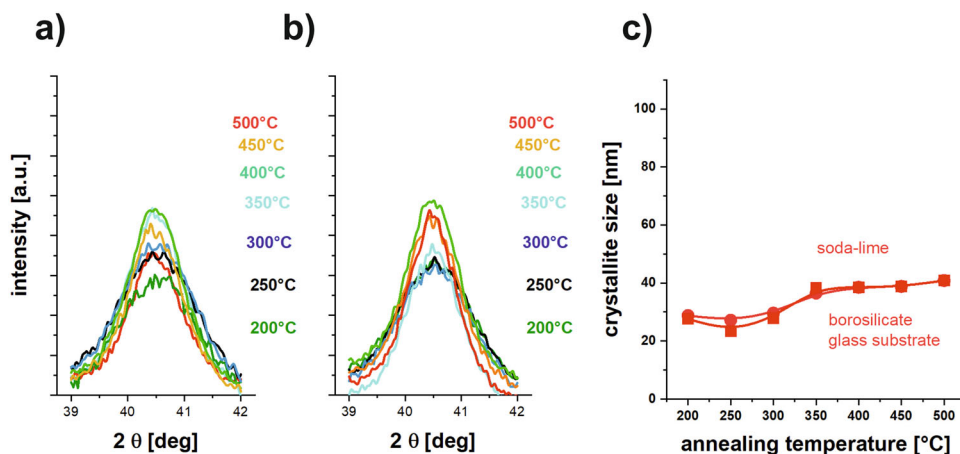 a)
intensity [a.u.]
500°C
450°C
400°C
350°C
300°C
250°C
200°C
39
40
41
42
2 θ [deg]
b)
500°C
450°C
400°C
350°C
300°C
250°C
200°C
39
40
41
42
2 θ [deg]
c)
crystallite size [nm]
100
80
60
40
20
0
soda-lime
borosilicate
glass substrate
200 250 300 350 400 450 500
annealing temperature [°C]